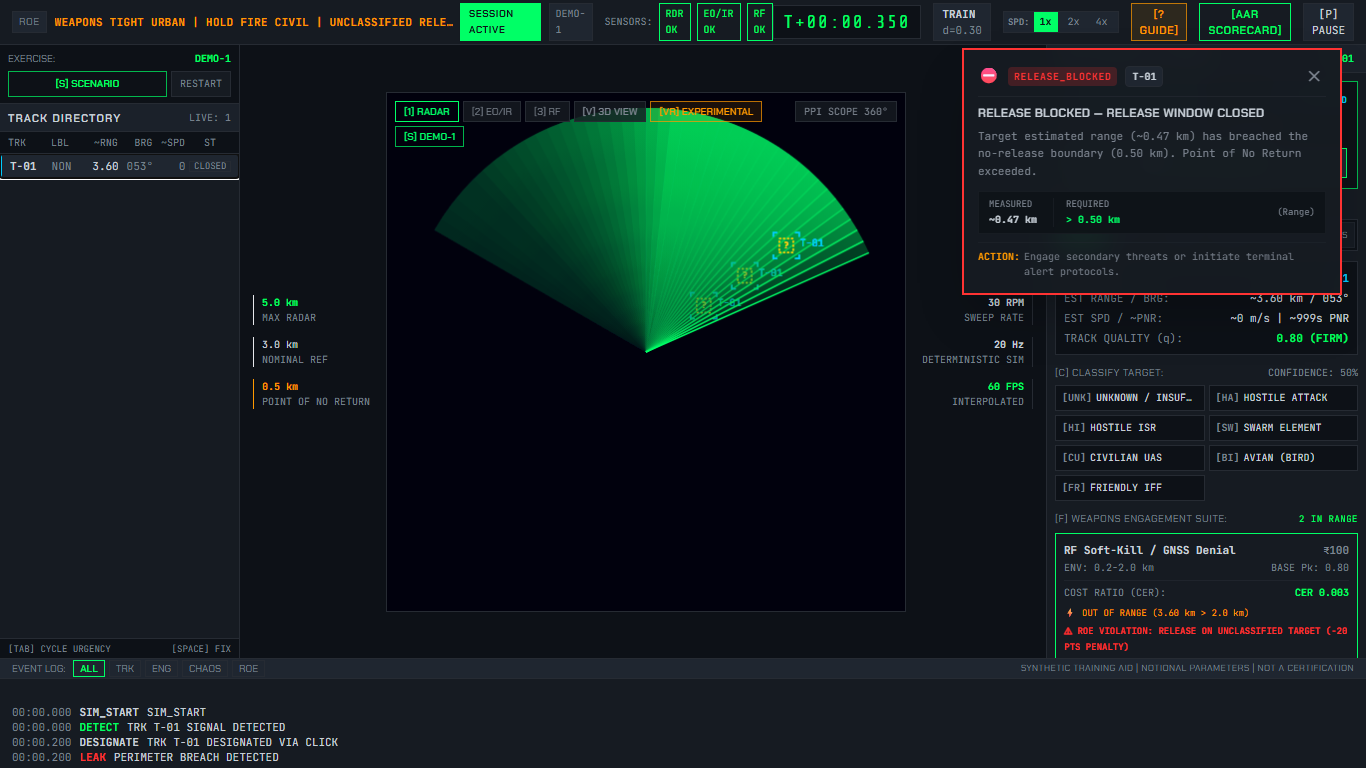 ROE WEAPONS TIGHT URBAN | HOLD FIRE CIVIL | UNCLASSIFIED RELE…
SESSION ACTIVE
DEMO-1
SENSORS: RDR OK EO/IR OK RF OK
T+00:00.350
TRAIN d=0.30
SPD: 1x 2x 4x
[? GUIDE]
[AAR SCORECARD]
[P] PAUSE
EXERCISE: DEMO-1
[S] SCENARIO RESTART
TRACK DIRECTORY LIVE: 1
TRK LBL ~RNG BRG ~SPD ST
T-01 NON 3.60 053° 0 CLOSED
[TAB] CYCLE URGENCY [SPACE] FIX
[1] RADAR [2] EO/IR [3] RF [V] 3D VIEW [VR] EXPERIMENTAL PPI SCOPE 360°
[S] DEMO-1
? T-01
? T-01
? T-01
5.0 km
MAX RADAR
3.0 km
NOMINAL REF
0.5 km
POINT OF NO RETURN
30 RPM
SWEEP RATE
20 Hz
DETERMINISTIC SIM
60 FPS
INTERPOLATED
RELEASE_BLOCKED T-01
RELEASE BLOCKED — RELEASE WINDOW CLOSED
Target estimated range (~0.47 km) has breached the
no-release boundary (0.50 km). Point of No Return
exceeded.
MEASURED REQUIRED
~0.47 km > 0.50 km (Range)
ACTION: Engage secondary threats or initiate terminal
alert protocols.
EST RANGE / BRG: ~3.60 km / 053°
EST SPD / ~PNR: ~0 m/s | ~999s PNR
TRACK QUALITY (q): 0.80 (FIRM)
[C] CLASSIFY TARGET: CONFIDENCE: 50%
[UNK] UNKNOWN / INSUF… [HA] HOSTILE ATTACK
[HI] HOSTILE ISR [SW] SWARM ELEMENT
[CU] CIVILIAN UAS [BI] AVIAN (BIRD)
[FR] FRIENDLY IFF
[F] WEAPONS ENGAGEMENT SUITE: 2 IN RANGE
RF Soft-Kill / GNSS Denial ₹100
ENV: 0.2-2.0 km BASE Pk: 0.80
COST RATIO (CER): CER 0.003
OUT OF RANGE (3.60 km > 2.0 km)
ROE VIOLATION: RELEASE ON UNCLASSIFIED TARGET (-20
PTS PENALTY)
EVENT LOG: ALL TRK ENG CHAOS ROE
SYNTHETIC TRAINING AID | NOTIONAL PARAMETERS | NOT A CERTIFICATION
00:00.000 SIM_START SIM_START
00:00.000 DETECT TRK T-01 SIGNAL DETECTED
00:00.200 DESIGNATE TRK T-01 DESIGNATED VIA CLICK
00:00.200 LEAK PERIMETER BREACH DETECTED